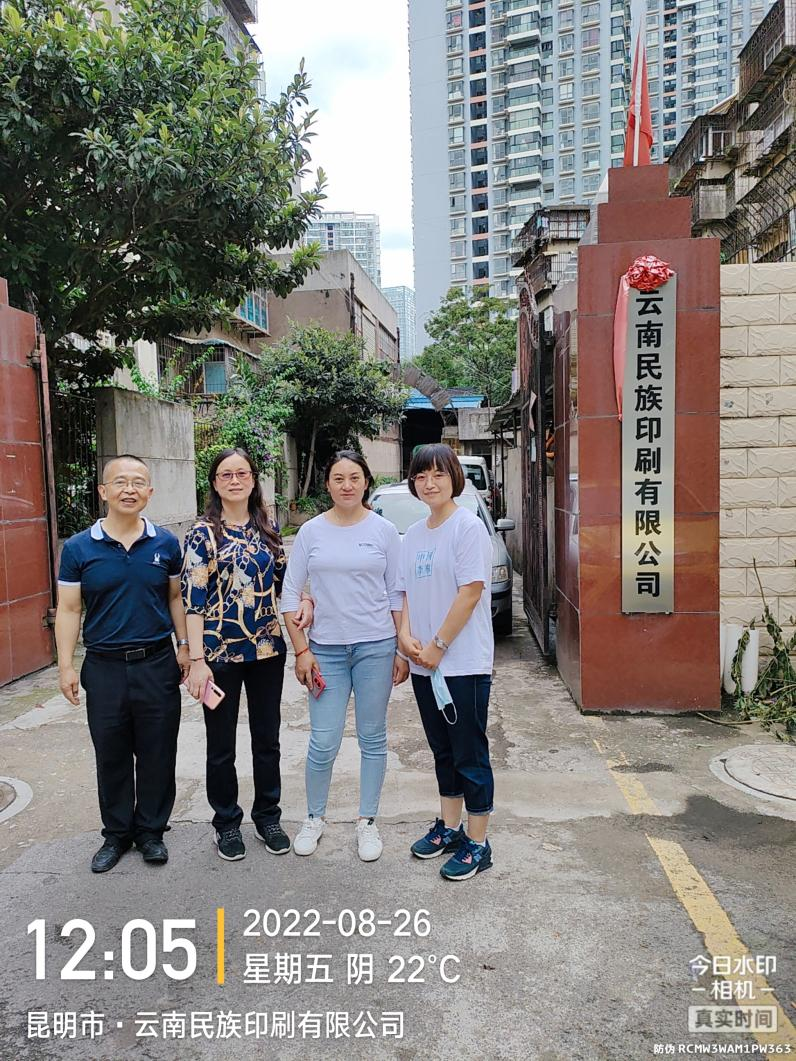 云南民族印刷有限公司
中国
12:05
2022-08-26
星期五 阴 22°C
昆明市·云南民族印刷有限公司
今日水印
-相机-
真实时间
防伪 RCMW3WAM1PW363